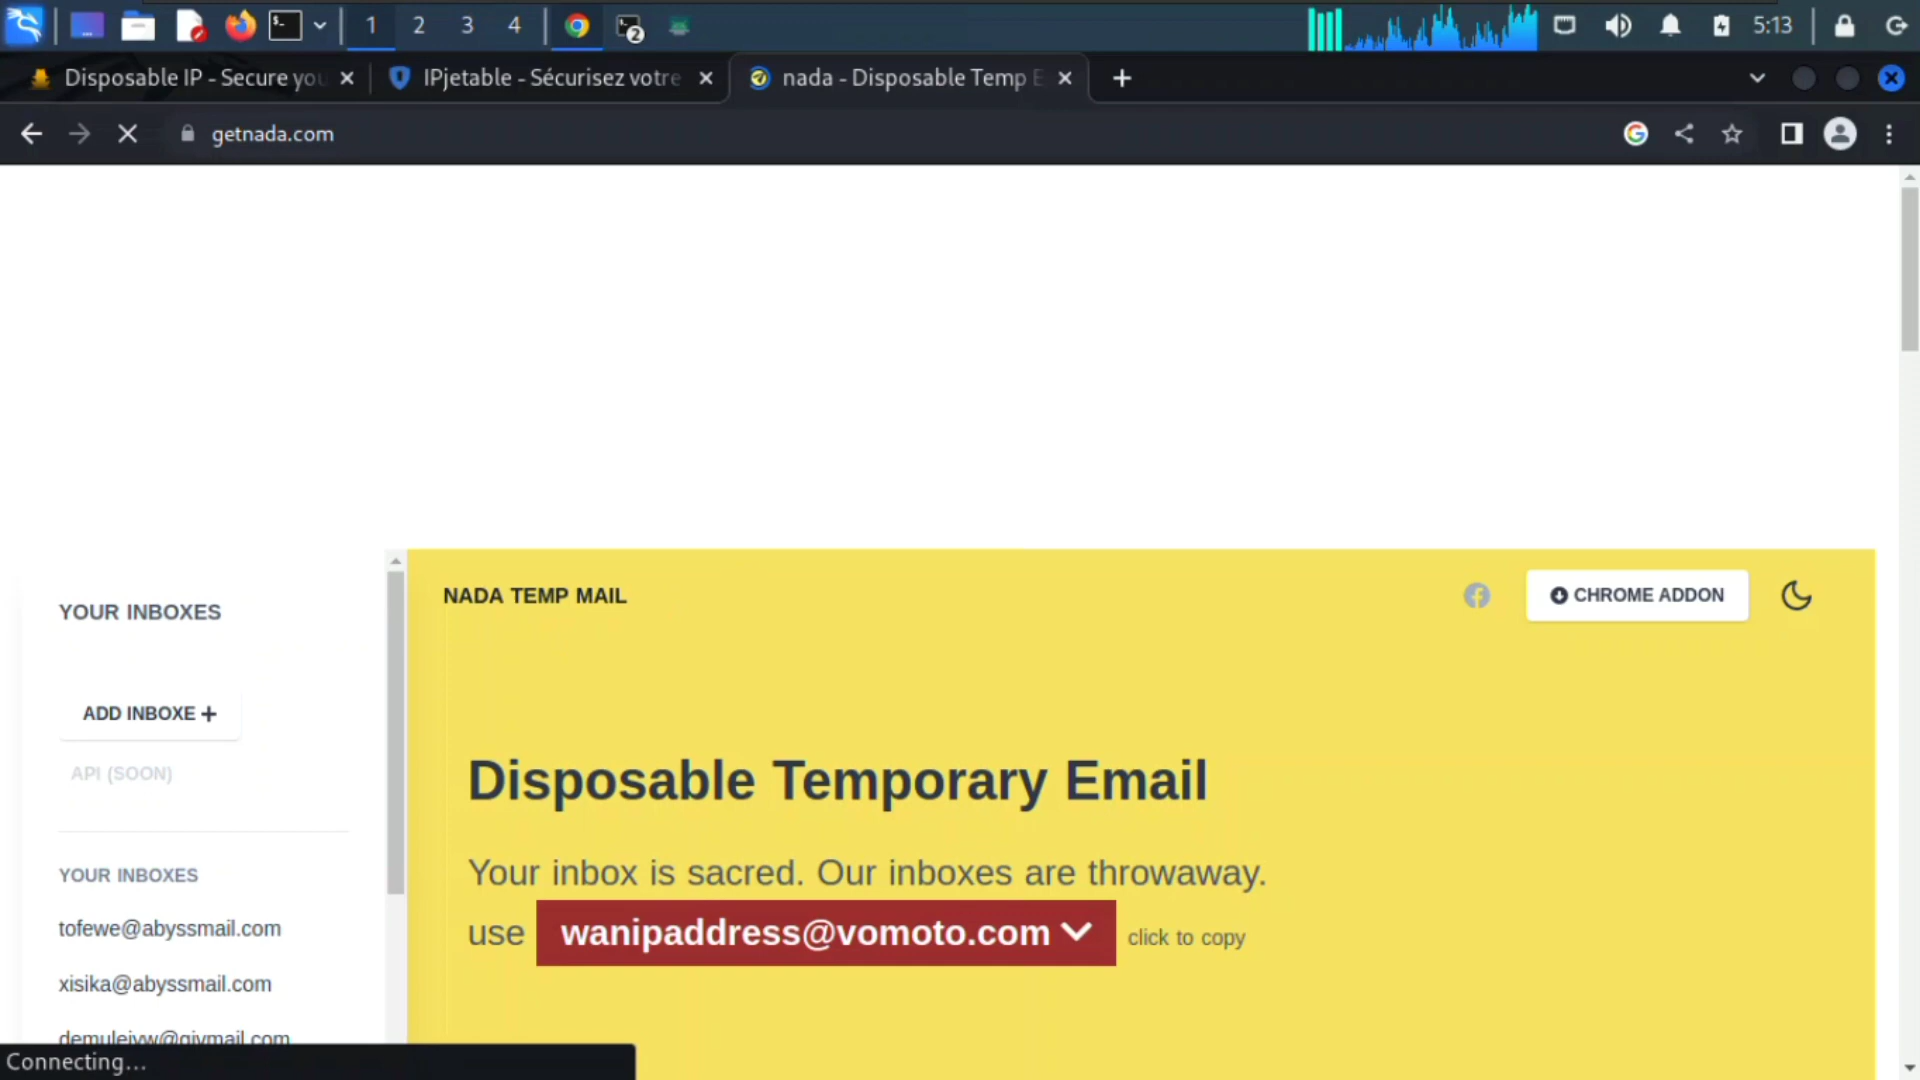 1 2 3 4 2 5:13
Disposable IP - Secure you
IPjetable - Sécurisez votre
nada - Disposable Temp E
getnada.com
YOUR INBOXES
ADD INBOXE +
API (SOON)
YOUR INBOXES
tofewe@abyssmail.com
xisika@abyssmail.com
NADA TEMP MAIL
CHROME ADDON
Disposable Temporary Email
Your inbox is sacred. Our inboxes are throwaway.
use wanipaddress@vomoto.com click to copy
Connecting...